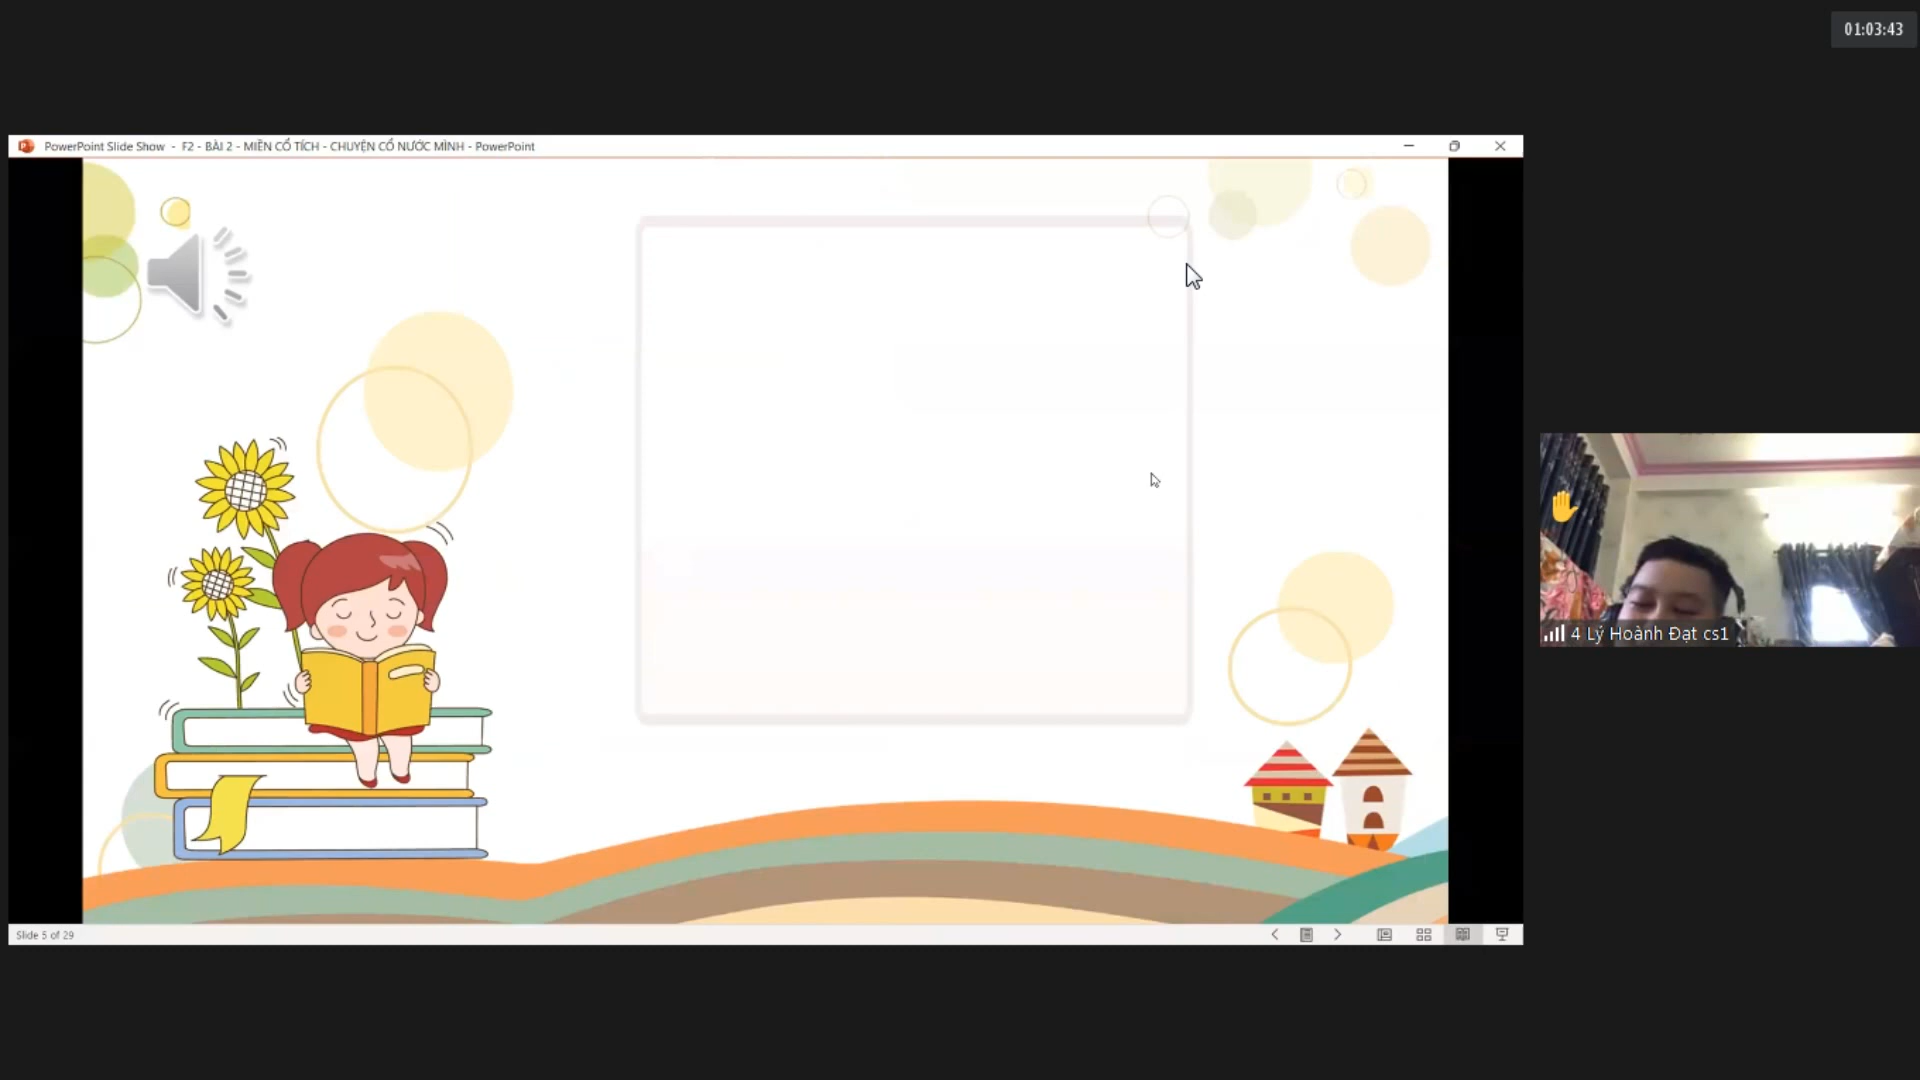 01:03:43
PowerPoint Slide Show - F2 - BÀI 2 - MIỀN CỔ TÍCH - CHUYỆN CỔ NƯỚC MÌNH - PowerPoint
4 Lý Hoành Đạt cs1
Slide 5 of 29